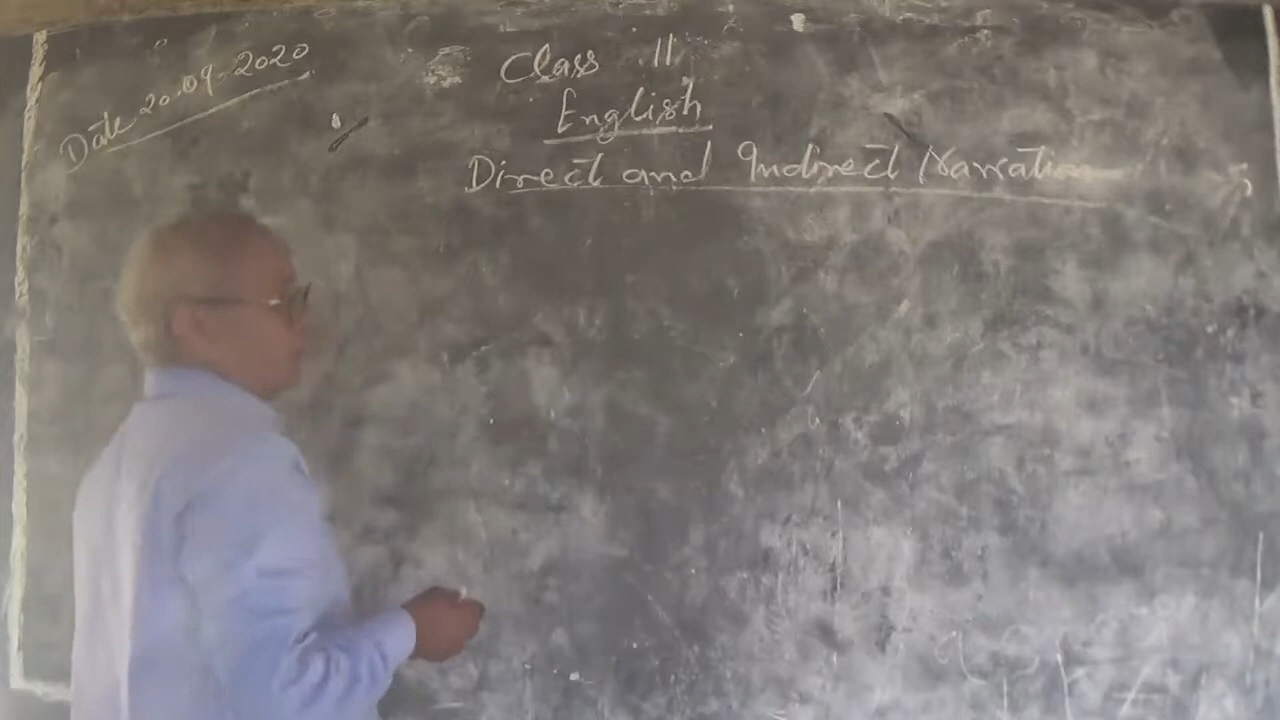 Date 20.09-2020
Class 11
English
Direct and Indirect Narration